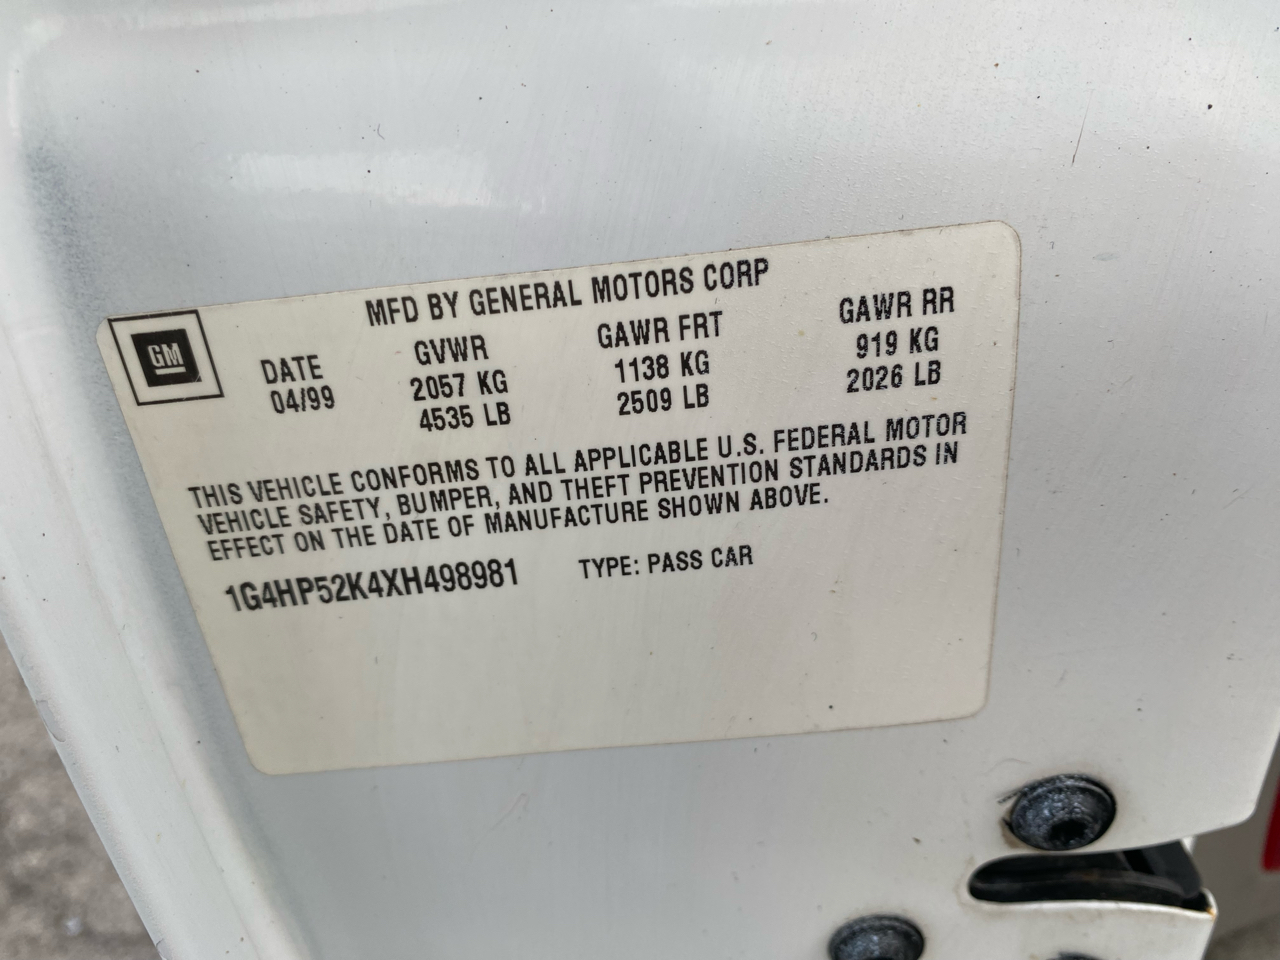 MFD BY GENERAL MOTORS CORP
GM
DATE GVWR GAWR FRT GAWR RR
04/99 2057 KG 1138 KG 919 KG
4535 LB 2509 LB 2026 LB
THIS VEHICLE CONFORMS TO ALL APPLICABLE U.S. FEDERAL MOTOR
VEHICLE SAFETY, BUMPER, AND THEFT PREVENTION STANDARDS IN
EFFECT ON THE DATE OF MANUFACTURE SHOWN ABOVE.
1G4HP52K4XH498981 TYPE: PASS CAR